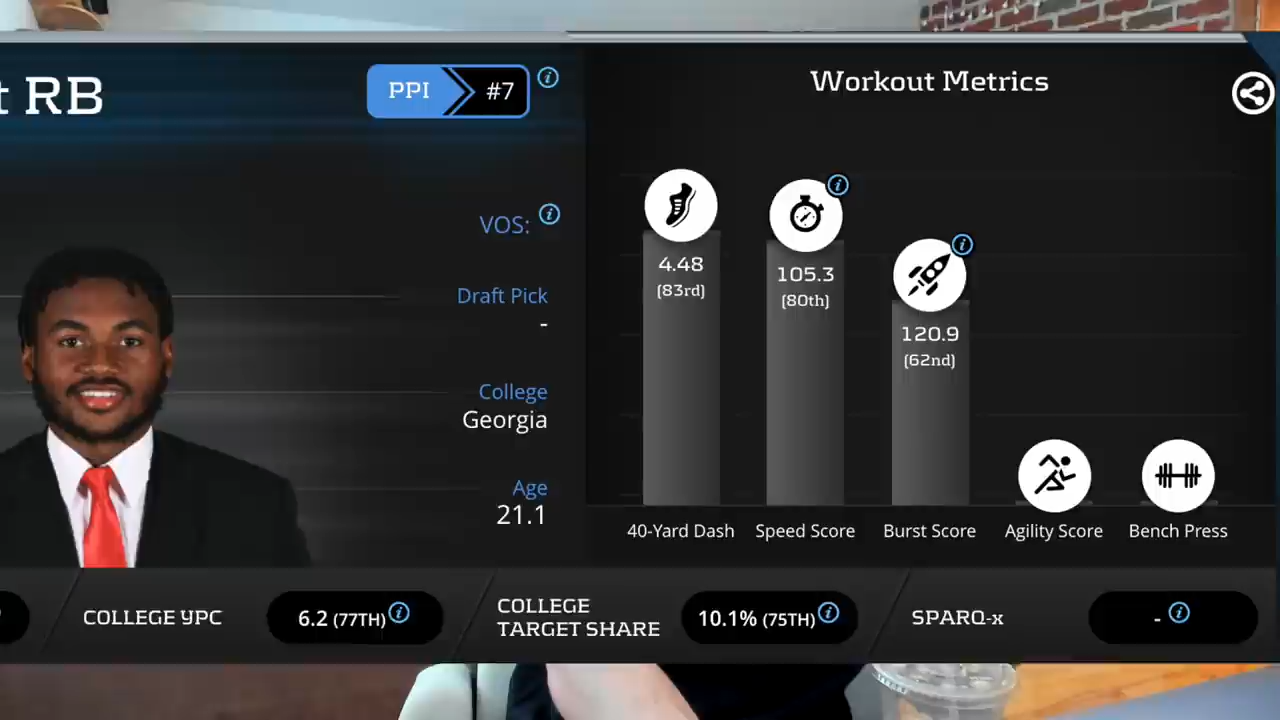 t RB
PPI #7
VOS:
Draft Pick
-
College
Georgia
Age
21.1
Workout Metrics
4.48
(83rd)
105.3
(80th)
120.9
(62nd)
40-Yard Dash Speed Score Burst Score Agility Score Bench Press
COLLEGE YPC 6.2 (77TH)
COLLEGE
TARGET SHARE 10.1% (75TH)
SPARQ-x -